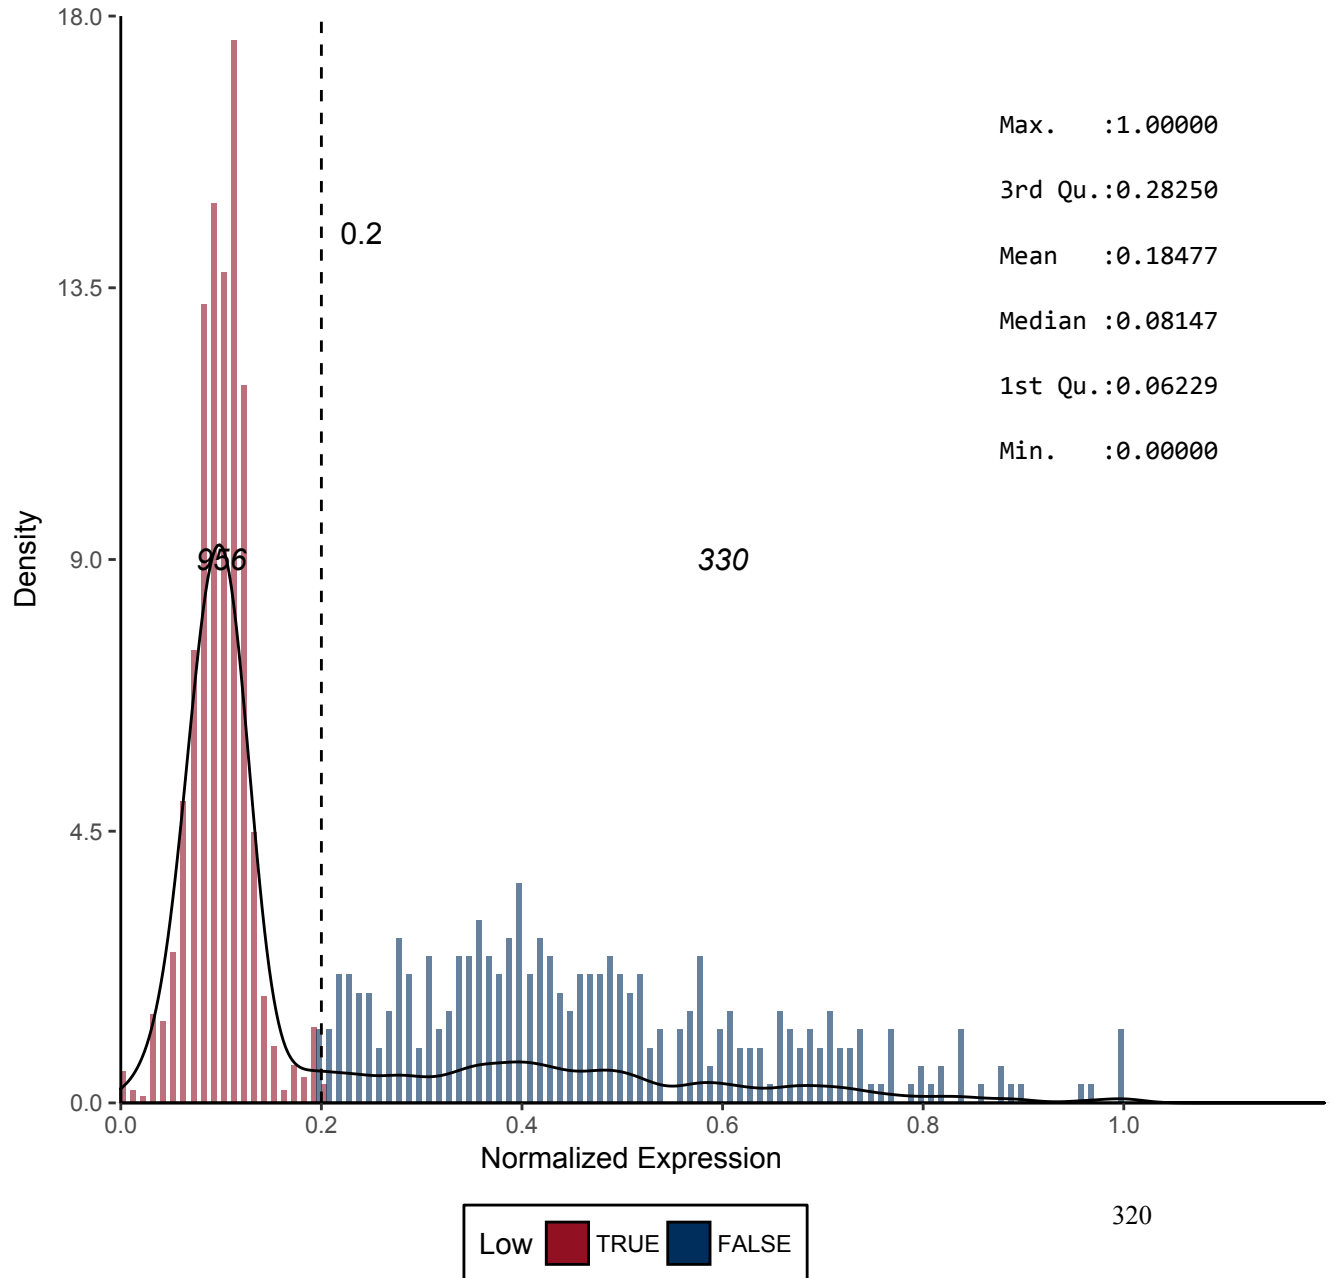 18.0
Max. :1.00000
3rd Qu.:0.28250
0.2
Mean :0.18477
13.5
Median :0.08147
1st Qu.:0.06229
Min. :0.00000
Density
9.0
956
330
4.5
0.0
0.0 0.2 0.4 0.6 0.8 1.0
Normalized Expression
320
Low TRUE FALSE